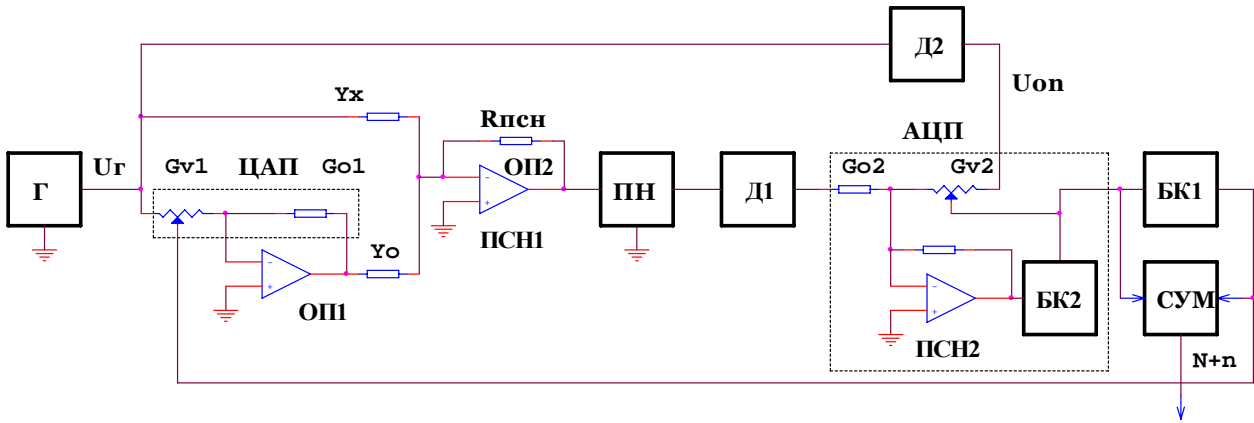 Д2
Uоп
Yx
Rпсн
АЦП
Uг
Gv1
ЦАП
Go1
ОП2
Go2
Gv2
Г
ПН
Д1
БК1
ПСН1
Yo
ОП1
БК2
СУМ
ПСН2
N+n